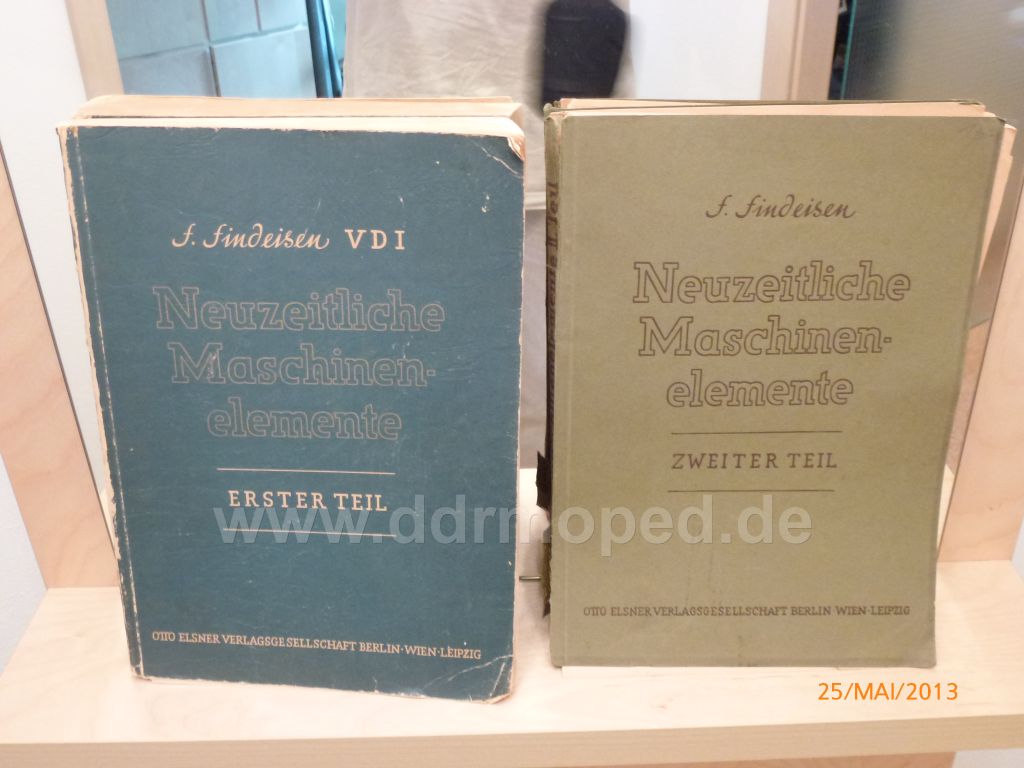 F. Findeisen VDI
Neuzeitliche
Maschinen-
elemente
ERSTER TEIL
OTTO ELSNER VERLAGSGESELLSCHAFT BERLIN·WIEN·LEIPZIG
F. Findeisen
Neuzeitliche
Maschinen-
elemente
ZWEITER TEIL
OTTO ELSNER VERLAGSGESELLSCHAFT BERLIN WIEN·LEIPZIG
www.ddrmoped.de
25/MAI/2013